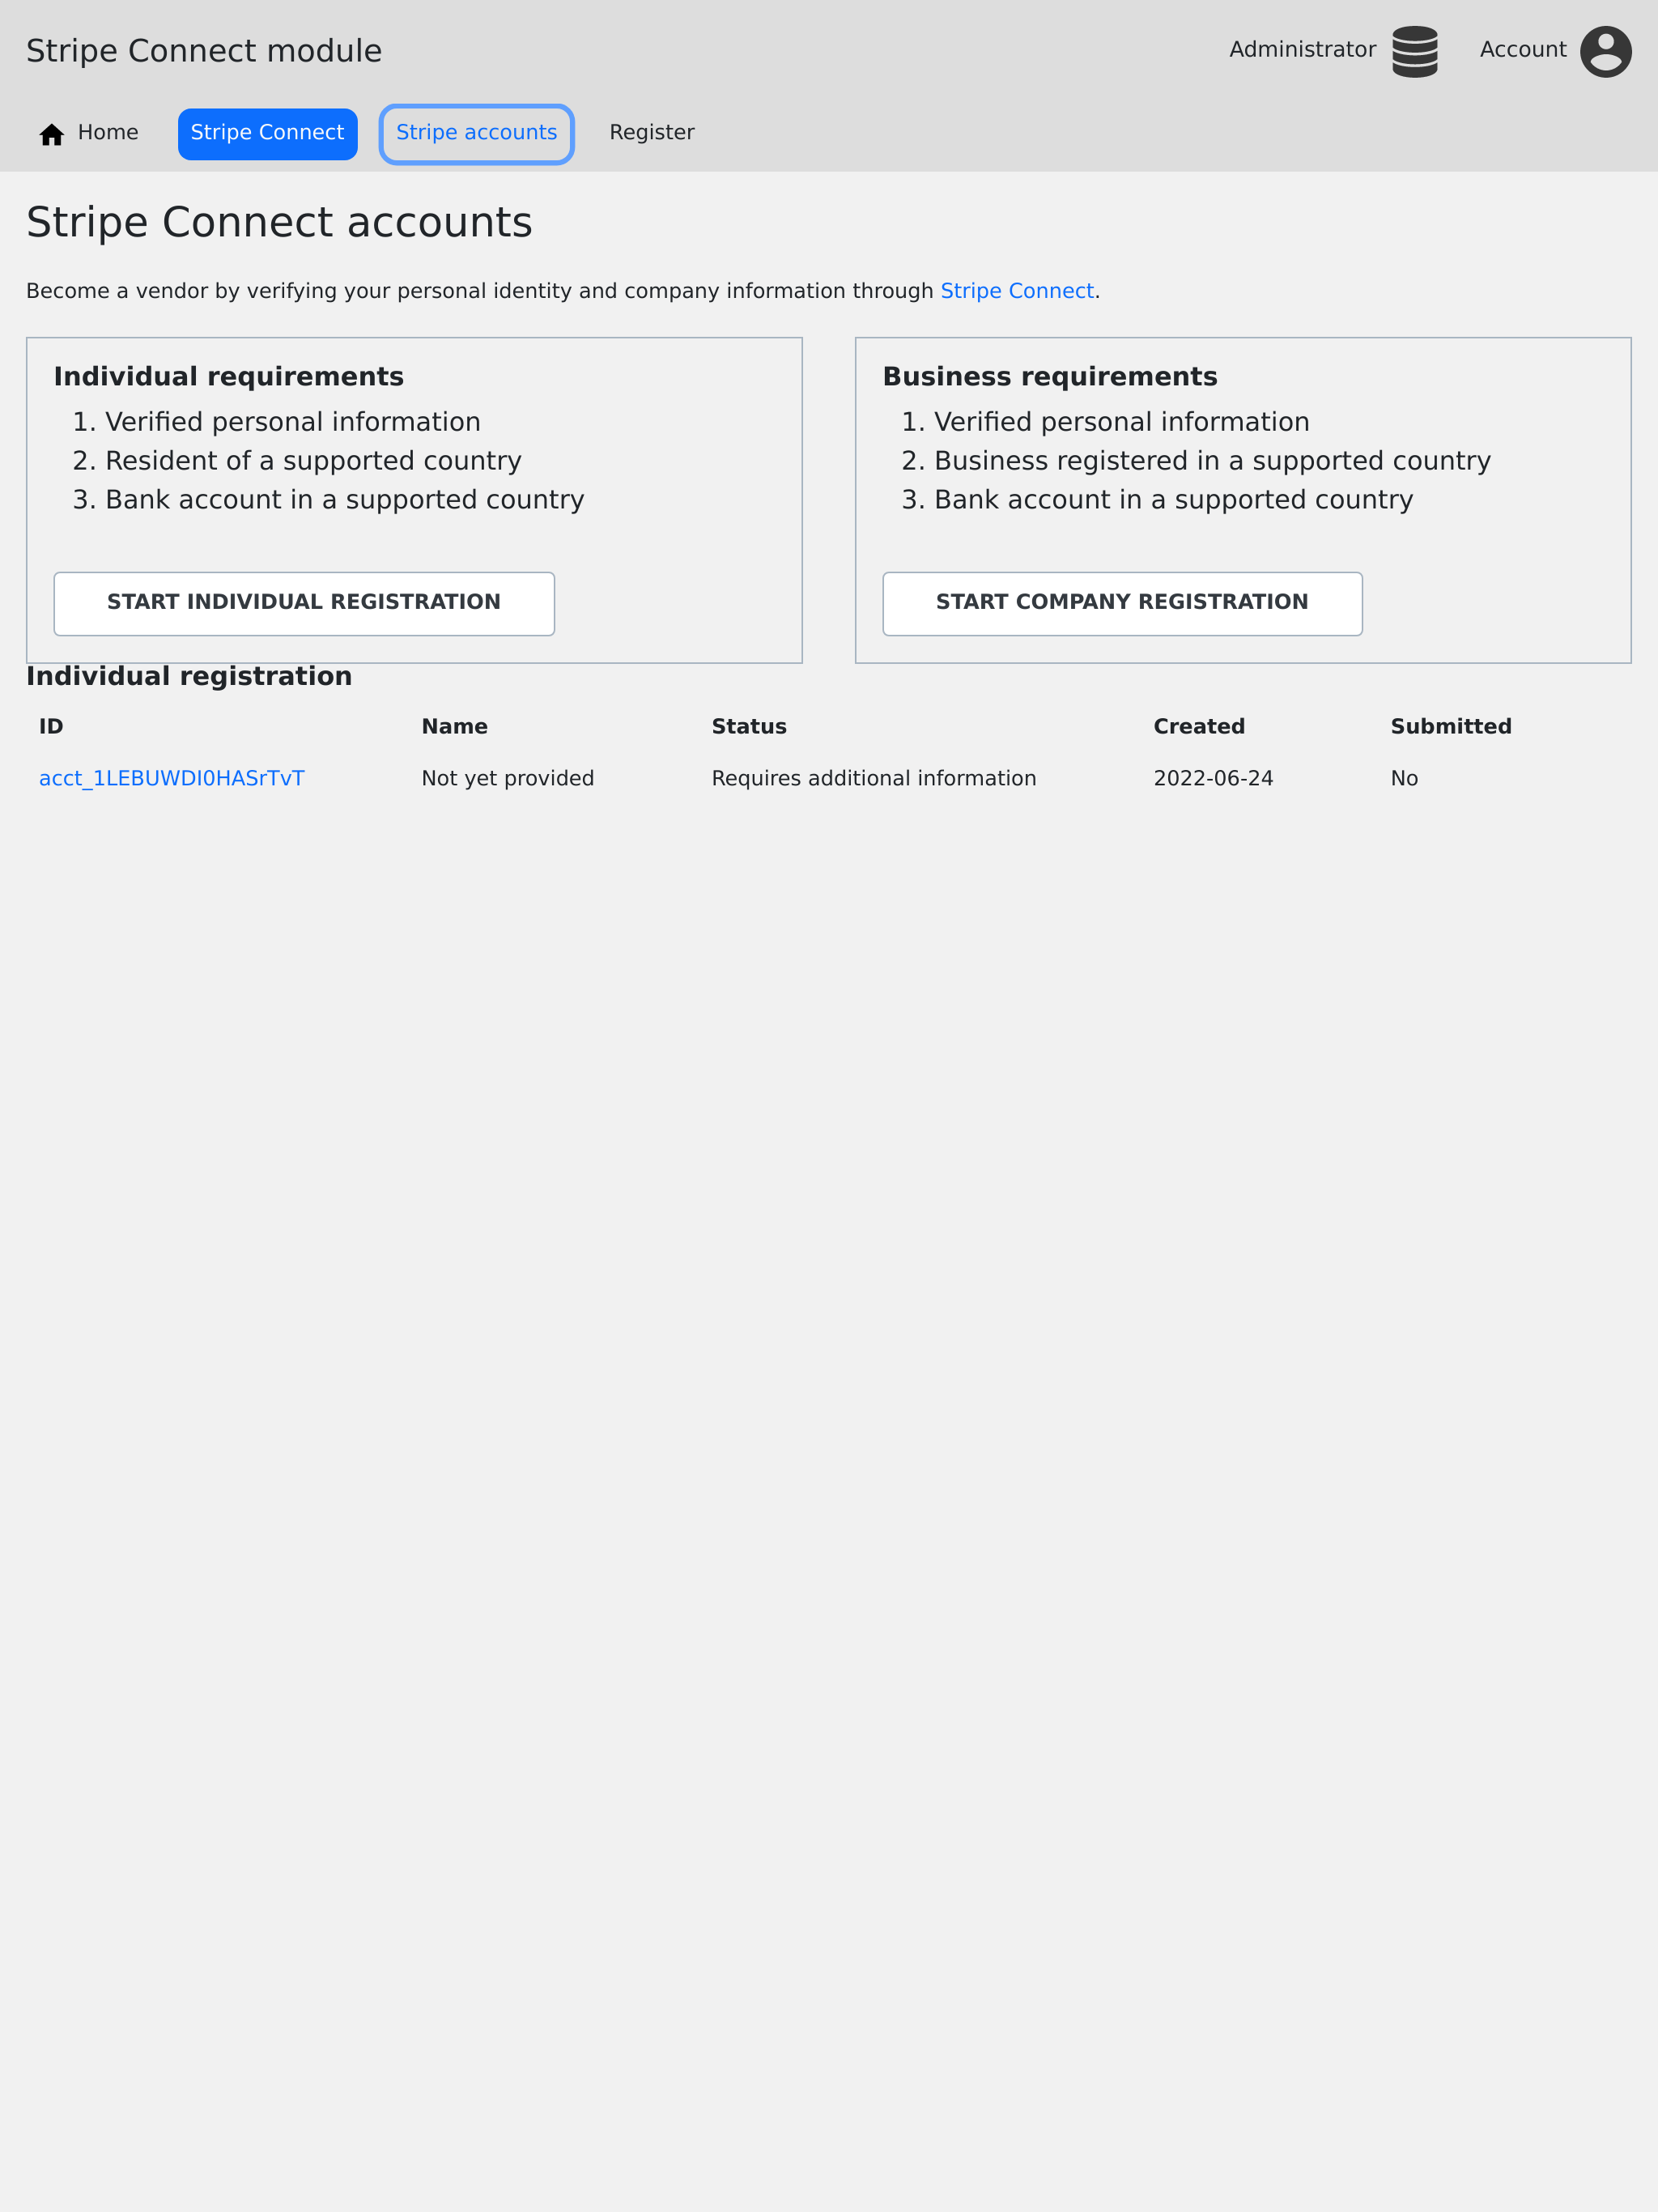 Stripe Connect module
Administrator
Account
Home
Stripe Connect
Stripe accounts
Register
Stripe Connect accounts
Become a vendor by verifying your personal identity and company information through Stripe Connect.
Individual requirements
1. Verified personal information
2. Resident of a supported country
3. Bank account in a supported country
START INDIVIDUAL REGISTRATION
Business requirements
1. Verified personal information
2. Business registered in a supported country
3. Bank account in a supported country
START COMPANY REGISTRATION
Individual registration
ID Name Status Created Submitted
acct_1LEBUWDI0HASrTvT Not yet provided Requires additional information 2022-06-24 No